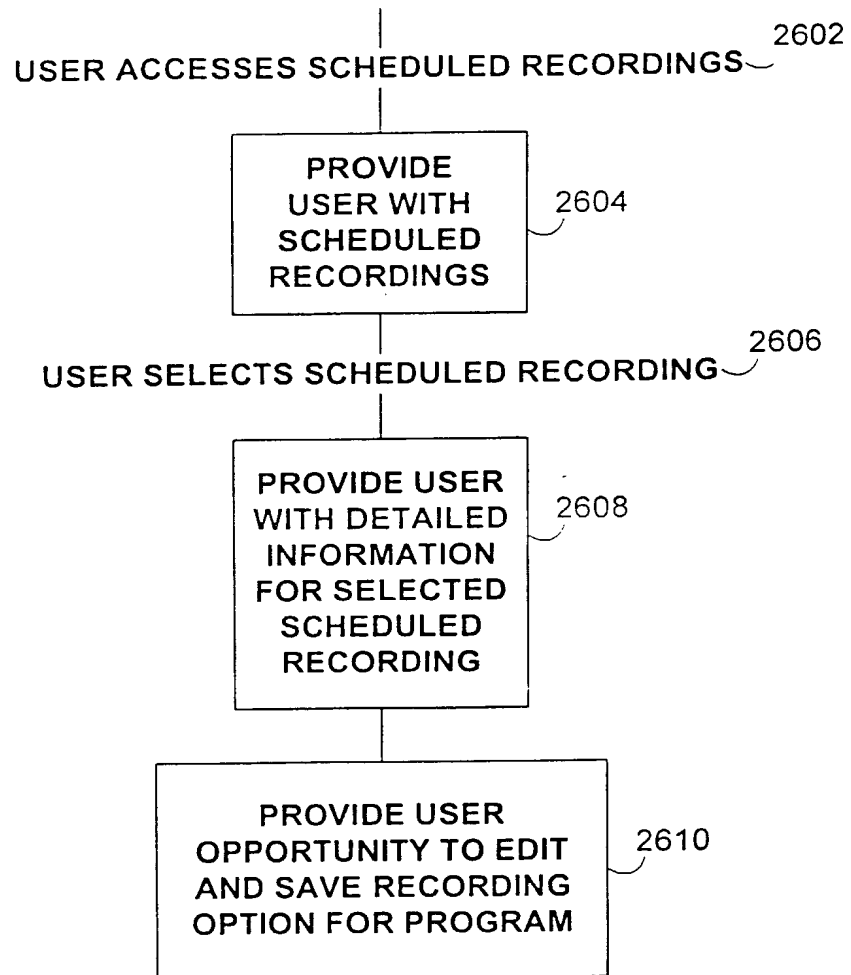 2602
USER ACCESSES SCHEDULED RECORDINGS
PROVIDE
USER WITH
SCHEDULED
RECORDINGS
2604
2606
USER SELECTS SCHEDULED RECORDING
PROVIDE USER
WITH DETAILED
INFORMATION
FOR SELECTED
SCHEDULED
RECORDING
2608
PROVIDE USER
OPPORTUNITY TO EDIT
AND SAVE RECORDING
OPTION FOR PROGRAM
2610